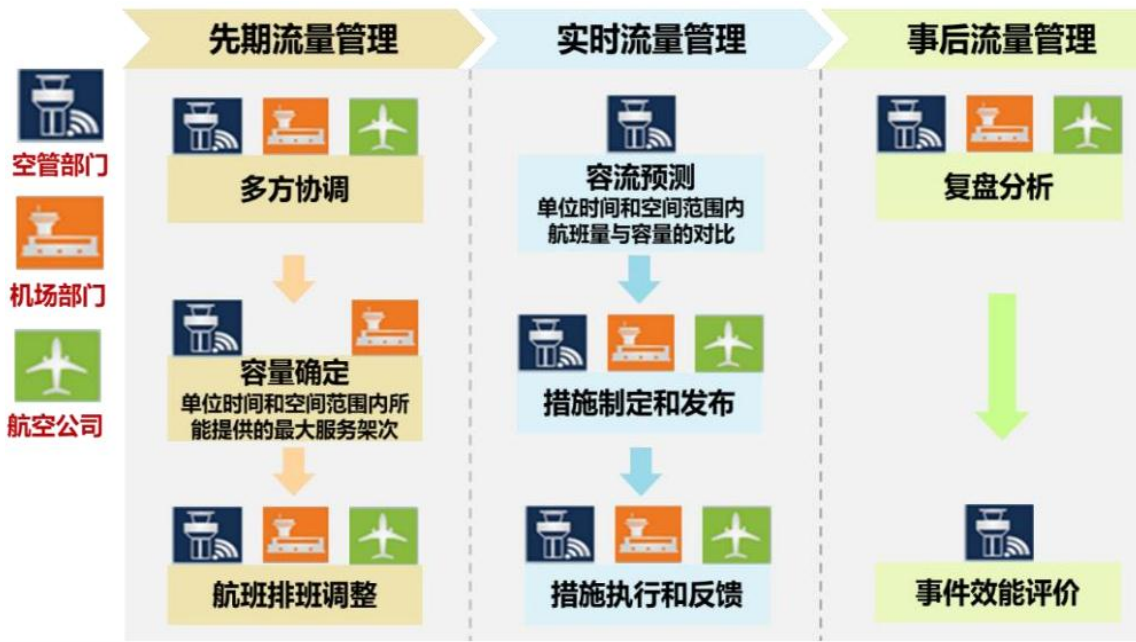 先期流量管理
实时流量管理
事后流量管理
空管部门
机场部门
航空公司
多方协调
容量确定
单位时间和空间范围内所
能提供的最大服务架次
航班排班调整
容流预测
单位时间和空间范围内
航班量与容量的对比
措施制定和发布
措施执行和反馈
复盘分析
事件效能评价